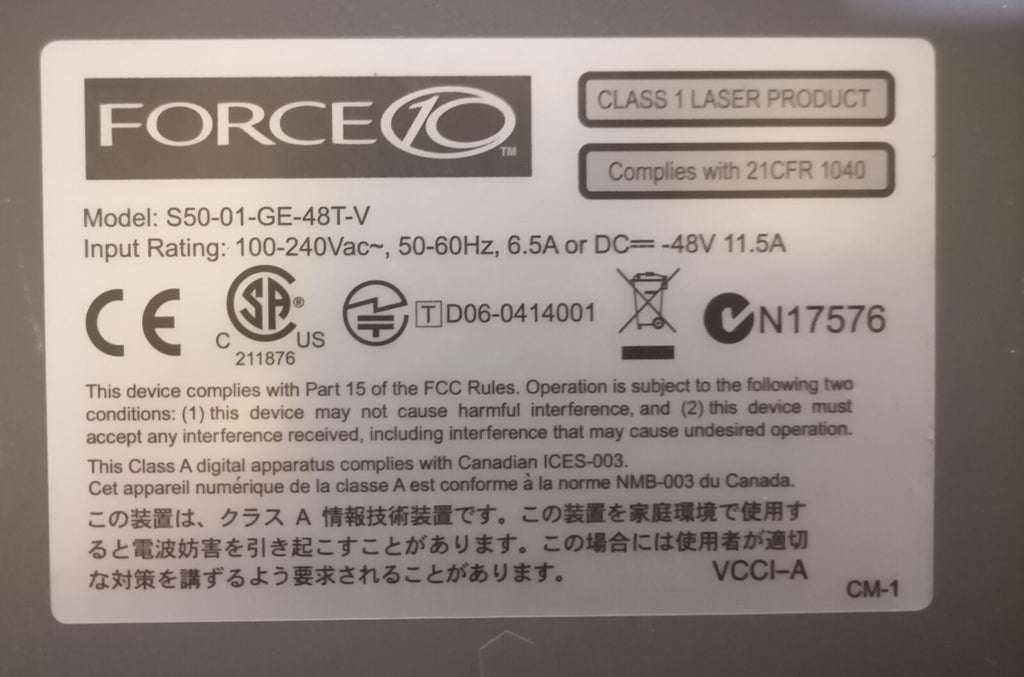 FORCE10™
CLASS 1 LASER PRODUCT
Complies with 21CFR 1040
Model: S50-01-GE-48T-V
Input Rating: 100-240Vac~, 50-60Hz, 6.5A or DC⎓ -48V 11.5A
CE
C SA® US
211876
T D06-0414001
N17576
This device complies with Part 15 of the FCC Rules. Operation is subject to the following two
conditions: (1) this device may not cause harmful interference, and (2) this device must
accept any interference received, including interference that may cause undesired operation.
This Class A digital apparatus complies with Canadian ICES-003.
Cet appareil numérique de la classe A est conforme à la norme NMB-003 du Canada.
この装置は、クラス A 情報技術装置です。この装置を家庭環境で使用す
ると電波妨害を引き起こすことがあります。この場合には使用者が適切
な対策を講ずるよう要求されることがあります。
VCCI-A
CM-1